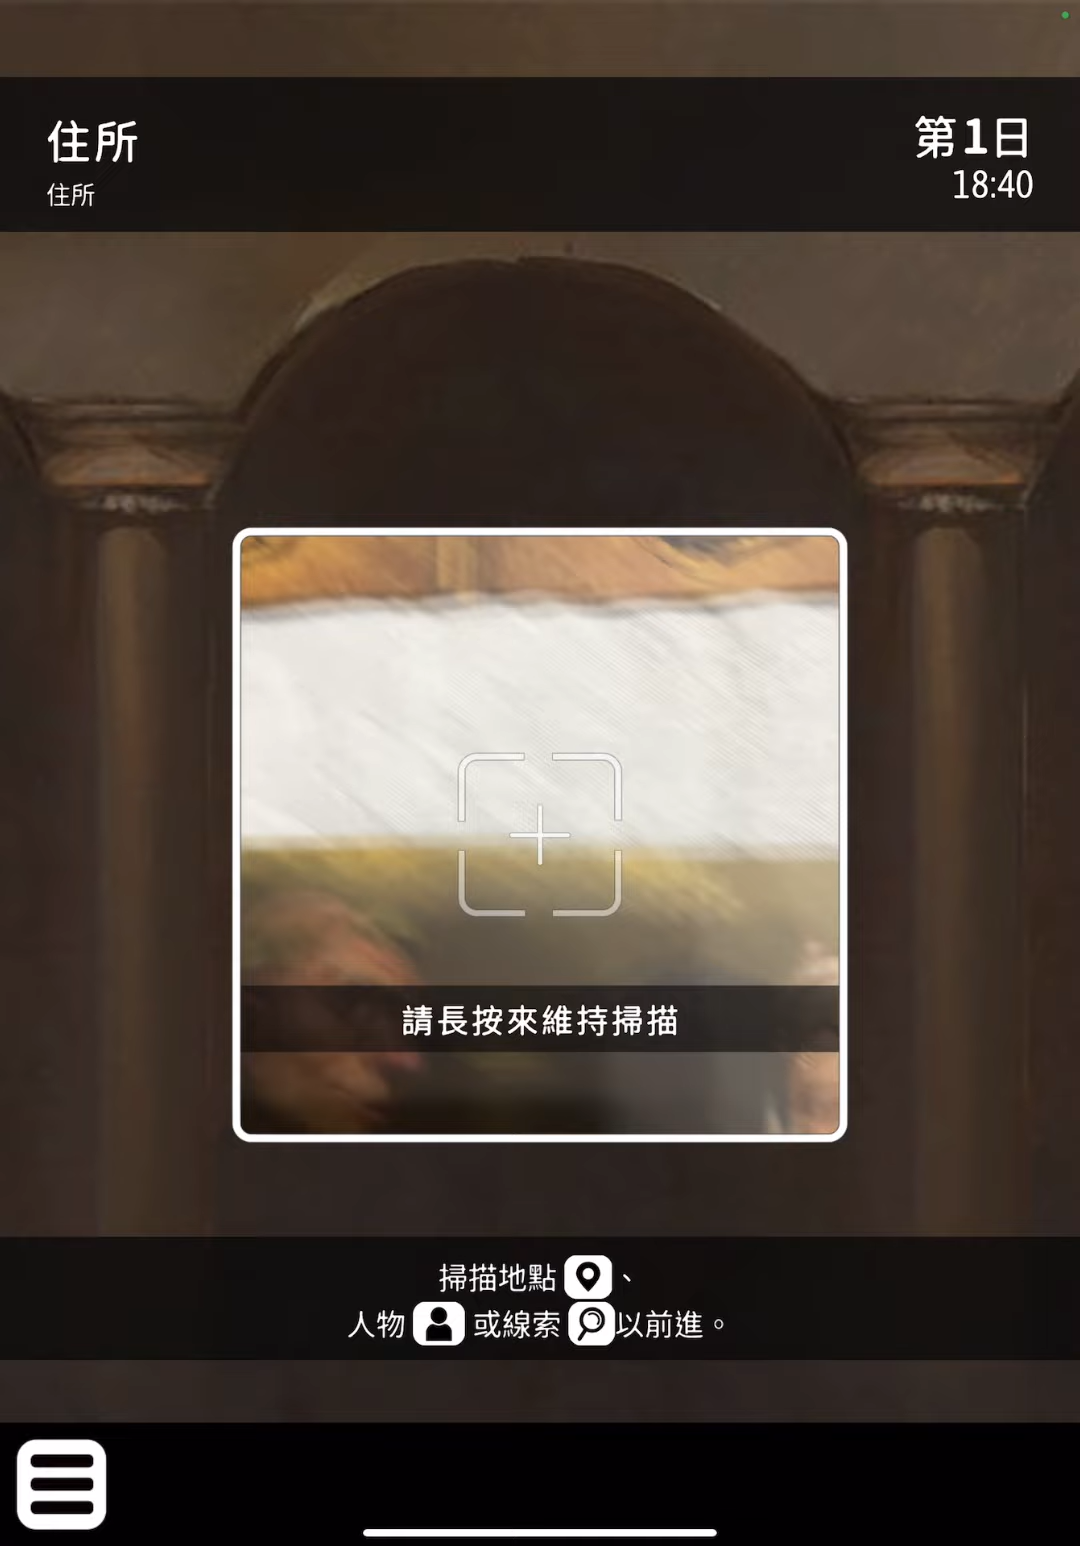 住所
住所
第1日
18:40
請長按來維持掃描
掃描地點、
人物 或線索 以前進。